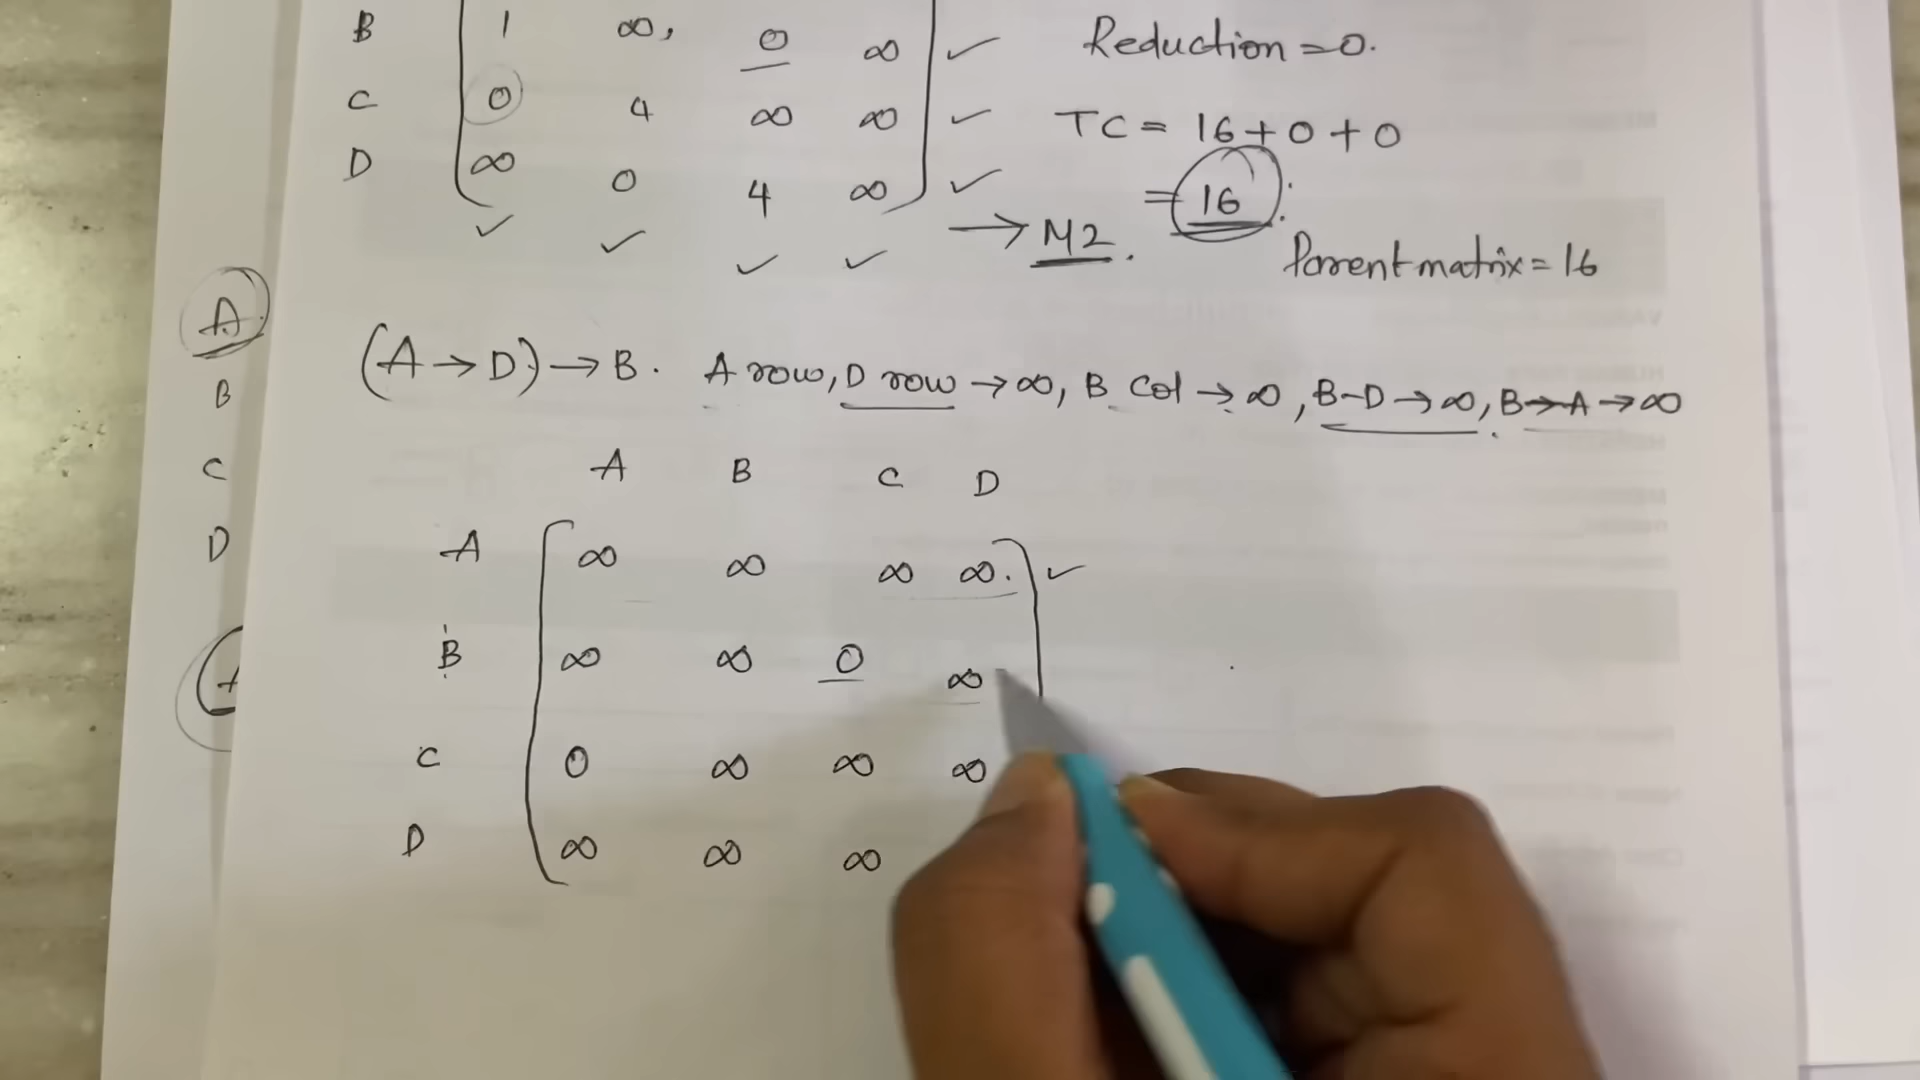 B 1 ∞, 0 ∞ ✓ Reduction = 0.
C 0 4 ∞ ∞ ✓ TC = 16 + 0 + 0
D ∞ 0 4 ∞ ✓ = 16.
✓ ✓ ✓ ✓ → M2.
Parent matrix = 16
A
B
C
D
(A → D) → B. A row, D row → ∞, B Col → ∞, B-D → ∞, B → A → ∞
A B C D
A ∞ ∞ ∞ ∞. ✓
B ∞ ∞ 0 ∞
C 0 ∞ ∞ ∞
D ∞ ∞ ∞